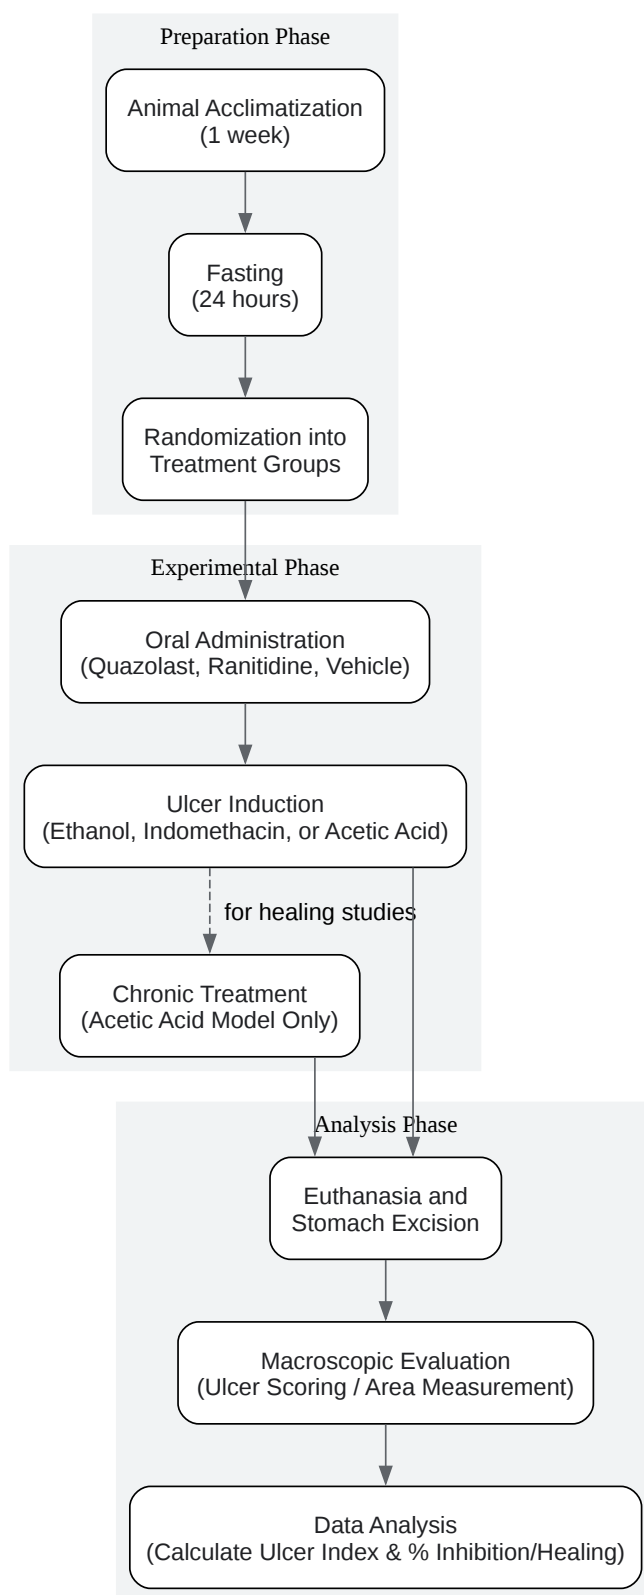 Preparation Phase
Animal Acclimatization
(1 week)
Fasting
(24 hours)
Randomization into
Treatment Groups
Experimental Phase
Oral Administration
(Quazolast, Ranitidine, Vehicle)
Ulcer Induction
(Ethanol, Indomethacin, or Acetic Acid)
for healing studies
Chronic Treatment
(Acetic Acid Model Only)
Analysis Phase
Euthanasia and
Stomach Excision
Macroscopic Evaluation
(Ulcer Scoring / Area Measurement)
Data Analysis
(Calculate Ulcer Index & % Inhibition/Healing)